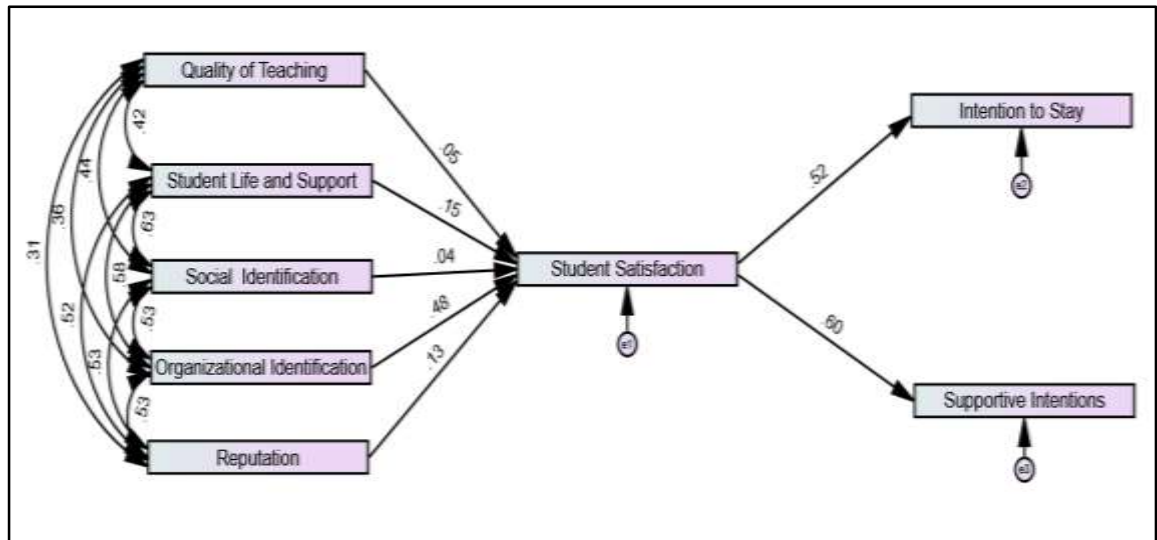 Quality of Teaching
Intention to Stay
.42
.05
.44
Student Life and Support
.52
.36
.15
.63
.31
.04
Student Satisfaction
.58
Social Identification
.52
.48
.53
.60
.53
Organizational Identification
.13
e1
e2
.53
Supportive Intentions
Reputation
e3